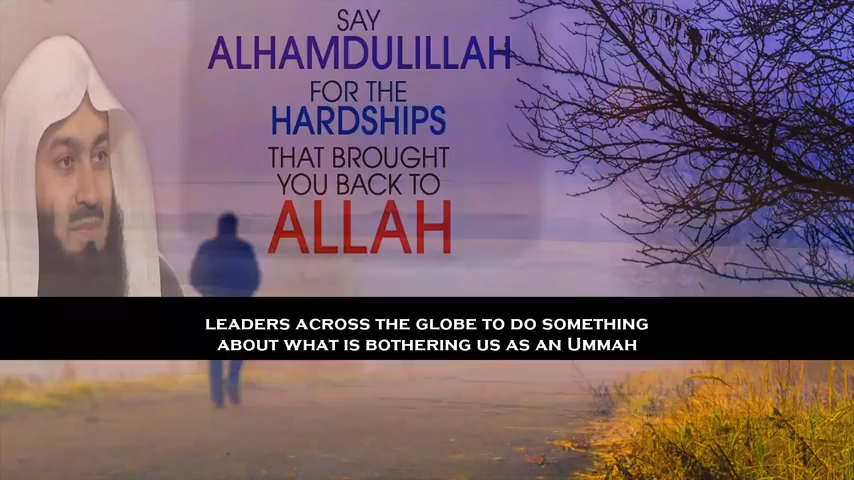 SAY
ALHAMDULILLAH
FOR THE
HARDSHIPS
THAT BROUGHT
YOU BACK TO
ALLAH
LEADERS ACROSS THE GLOBE TO DO SOMETHING
ABOUT WHAT IS BOTHERING US AS AN UMMAH